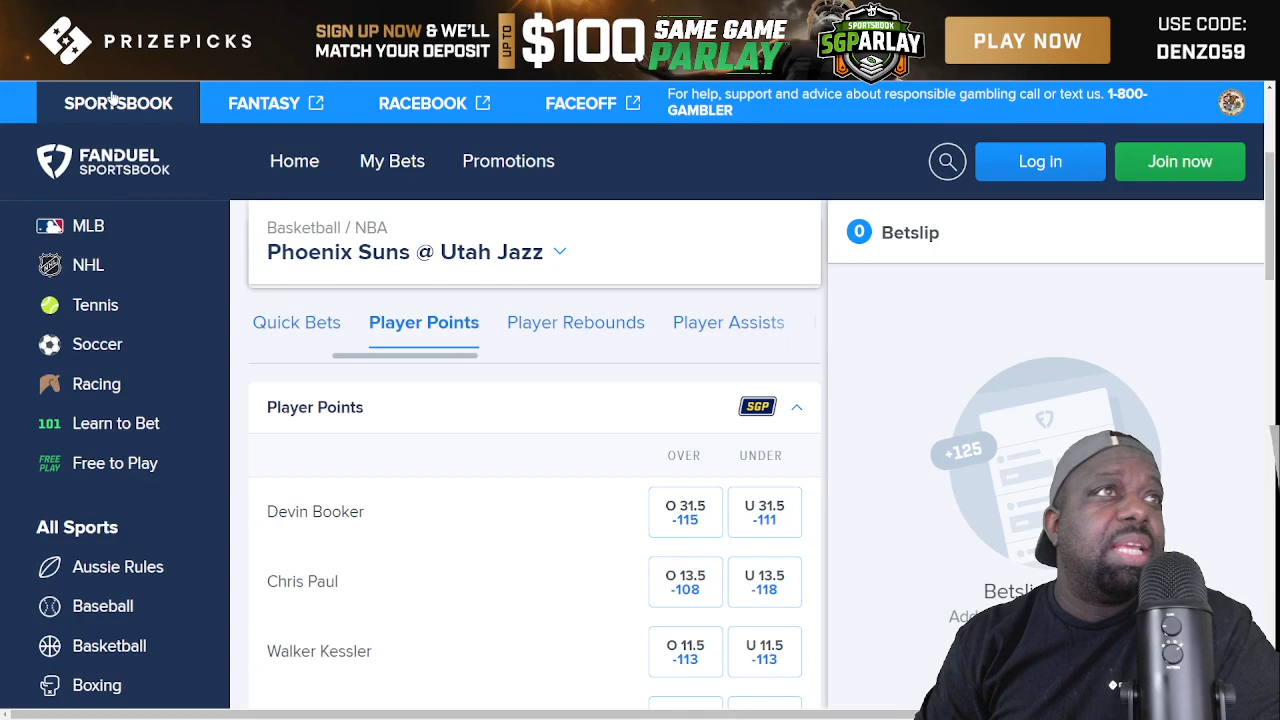 PRIZEPICKS
SIGN UP NOW & WE'LL
MATCH YOUR DEPOSIT
UP TO
$100
SAME GAME
PARLAY
SPORTSBOOK
SGPARLAY
PLAY NOW
USE CODE:
DENZO59
SPORTSBOOK
FANTASY
RACEBOOK
FACEOFF
For help, support and advice about responsible gambling call or text us. 1-800-
GAMBLER
FANDUEL
SPORTSBOOK
Home
My Bets
Promotions
Log in
Join now
MLB
NHL
Tennis
Soccer
Racing
101 Learn to Bet
FREE
PLAY
Free to Play
All Sports
Aussie Rules
Baseball
Basketball
Boxing
Basketball / NBA
Phoenix Suns @ Utah Jazz
Quick Bets
Player Points
Player Rebounds
Player Assists
Player Points
SGP
OVER
UNDER
Devin Booker
O 31.5
-115
U 31.5
-111
Chris Paul
O 13.5
-108
U 13.5
-118
Walker Kessler
O 11.5
-113
U 11.5
-113
0 Betslip
+125